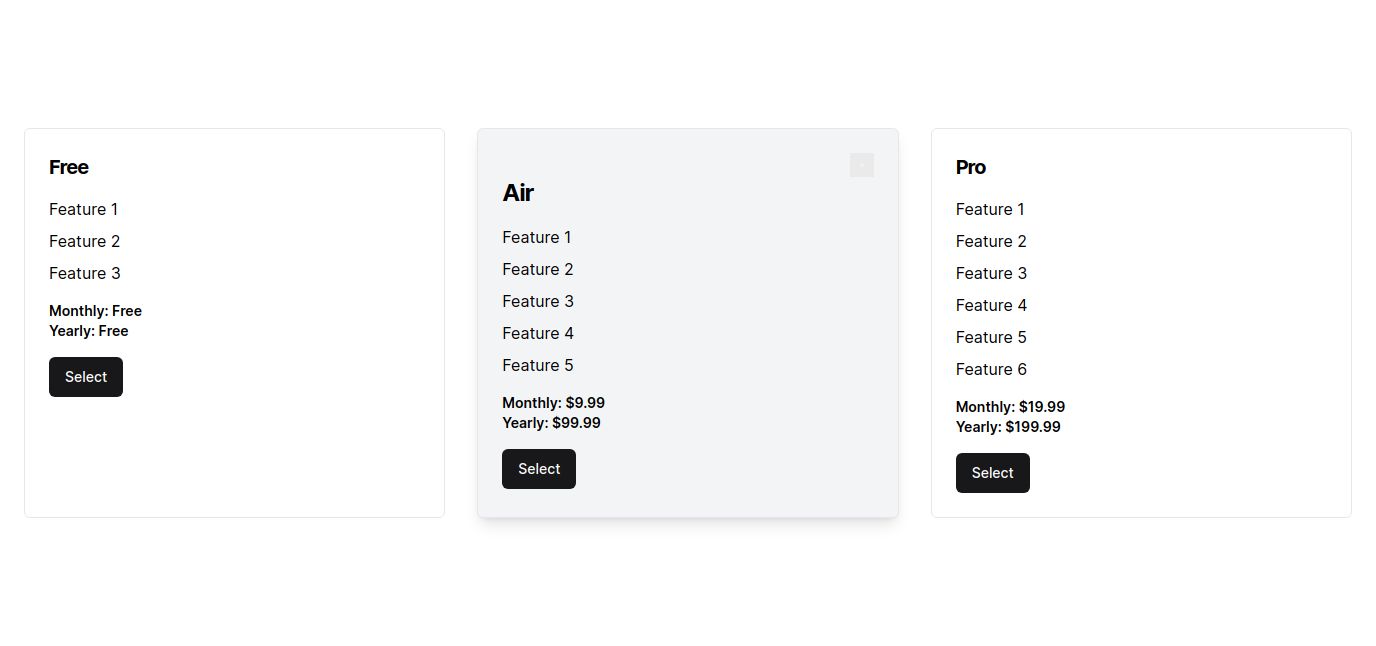 Free
Feature 1
Feature 2
Feature 3
Monthly: Free
Yearly: Free
Select
Air
Feature 1
Feature 2
Feature 3
Feature 4
Feature 5
Monthly: $9.99
Yearly: $99.99
Select
Pro
Feature 1
Feature 2
Feature 3
Feature 4
Feature 5
Feature 6
Monthly: $19.99
Yearly: $199.99
Select